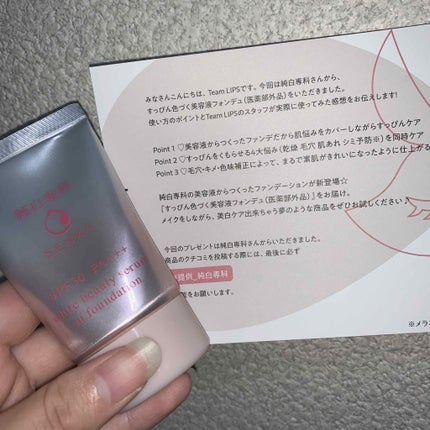 純白専科
SENKA
SPF30・PA+++
white beauty serum
in foundation
みなさんこんにちは、Team LIPSです。今回は純白専科さんから、
すっぴん色づく美容液フォンデュ(医薬部外品)をいただきました。
使い方のポイントとTeam LIPSのスタッフが実際に使ってみた感想をお伝えします!
Point 1 ♡美容液からつくったファンデだから肌悩みをカバーしながらすっぴんケア
Point 2 ♡すっぴんをくもらせる4大悩み(乾燥 毛穴 肌あれ シミ予防※)を同時ケア
Point 3 ♡毛穴・キメ・色味補正によって、まるで素肌がきれいになったように仕上がる
純白専科の美容液からつくったファンデーションが新登場☆
「すっぴん色づく美容液フォンデュ(医薬部外品)」をお届け。
メイクをしながら、美白ケア出来ちゃう夢のような商品をぜひお試しください♪
今回のプレゼントは純白専科さんからいただきました。
商品のクチコミを投稿する際には、最後に必ず
提供_純白専科
をお願いします。
※メラ